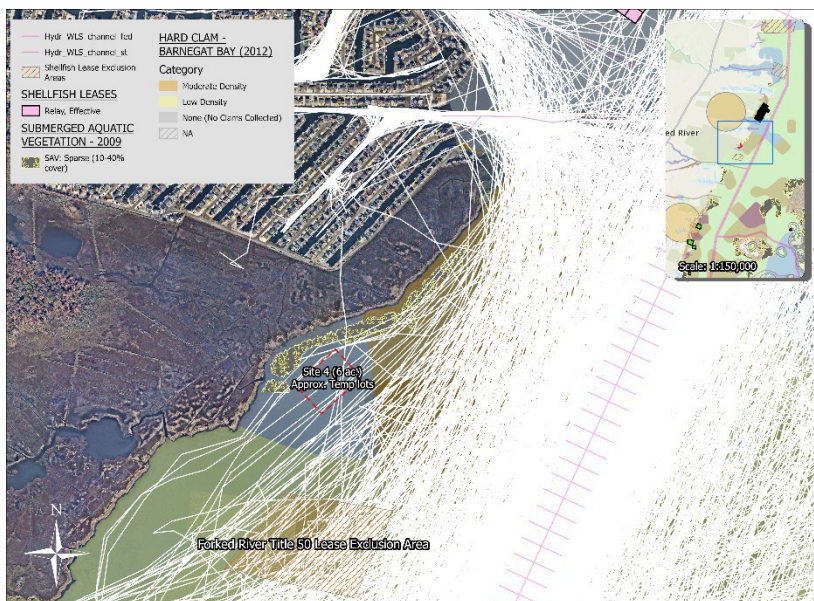 Hydr_WLS_channel_fed
Hydr_WLS_channel_st
Shellfish Lease Exclusion
Areas
SHELLFISH LEASES
Relay, Effective
SUBMERGED AQUATIC
VEGETATION - 2009
SAV: Sparse (10-40%
cover)
HARD CLAM -
BARNEGAT BAY (2012)
Category
Moderate Density
Low Density
None (No Clams Collected)
NA
ed River
Scale: 1:150,000
Site 4 (6 ac.)
Approx. Temp lots
Forked River Title 50 Lease Exclusion Area
N